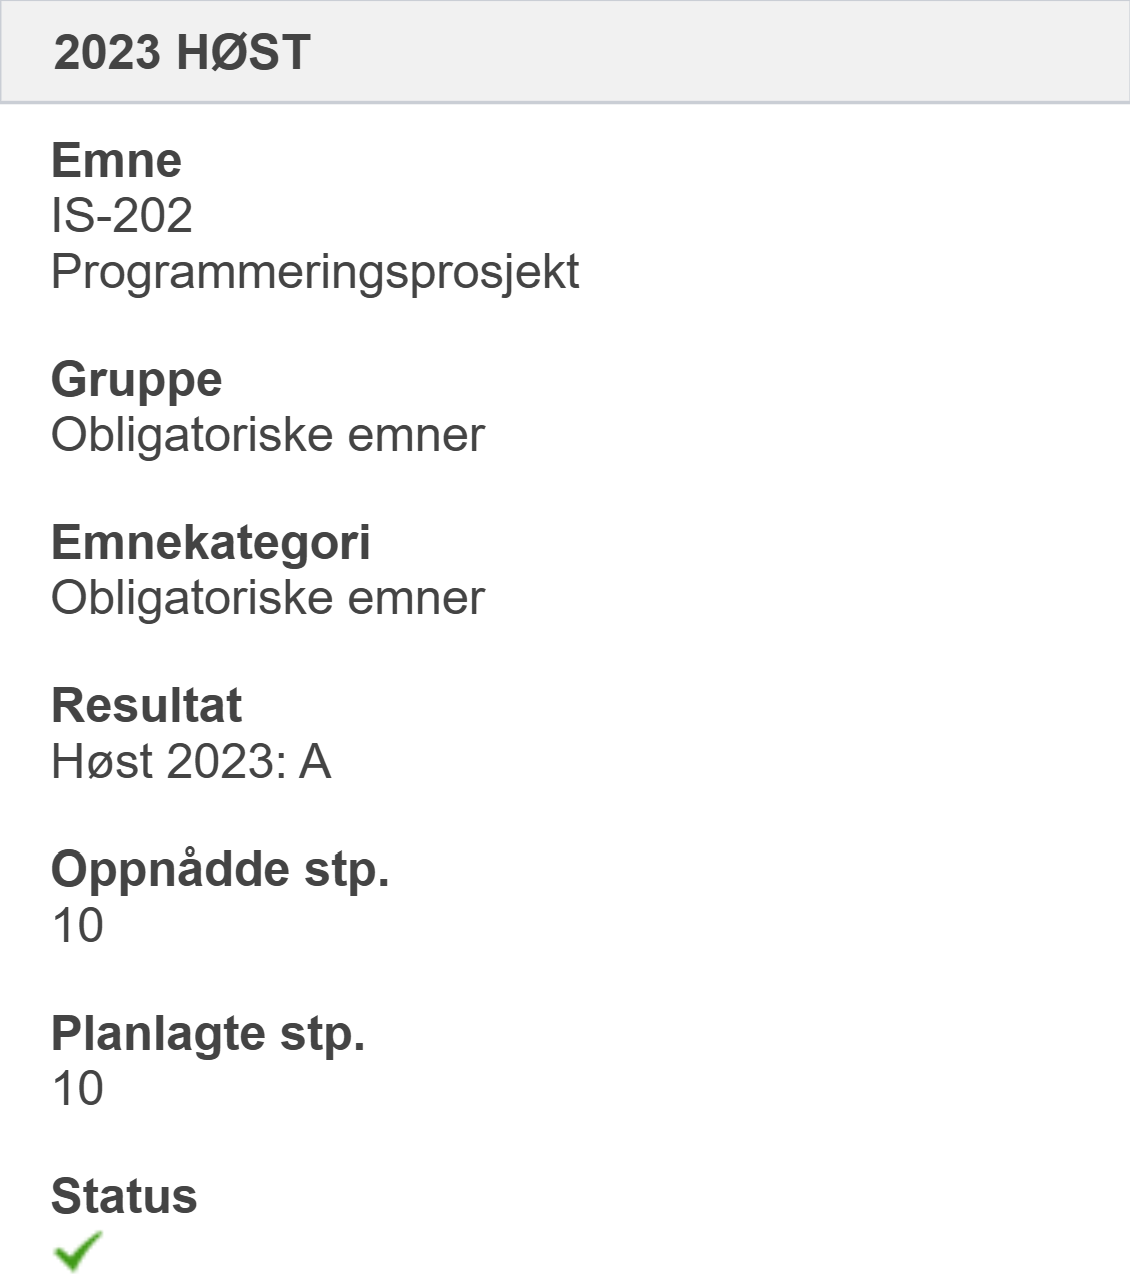 2023 HØST
Emne
IS-202
Programmeringsprosjekt
Gruppe
Obligatoriske emner
Emnekategori
Obligatoriske emner
Resultat
Høst 2023: A
Oppnådde stp.
10
Planlagte stp.
10
Status